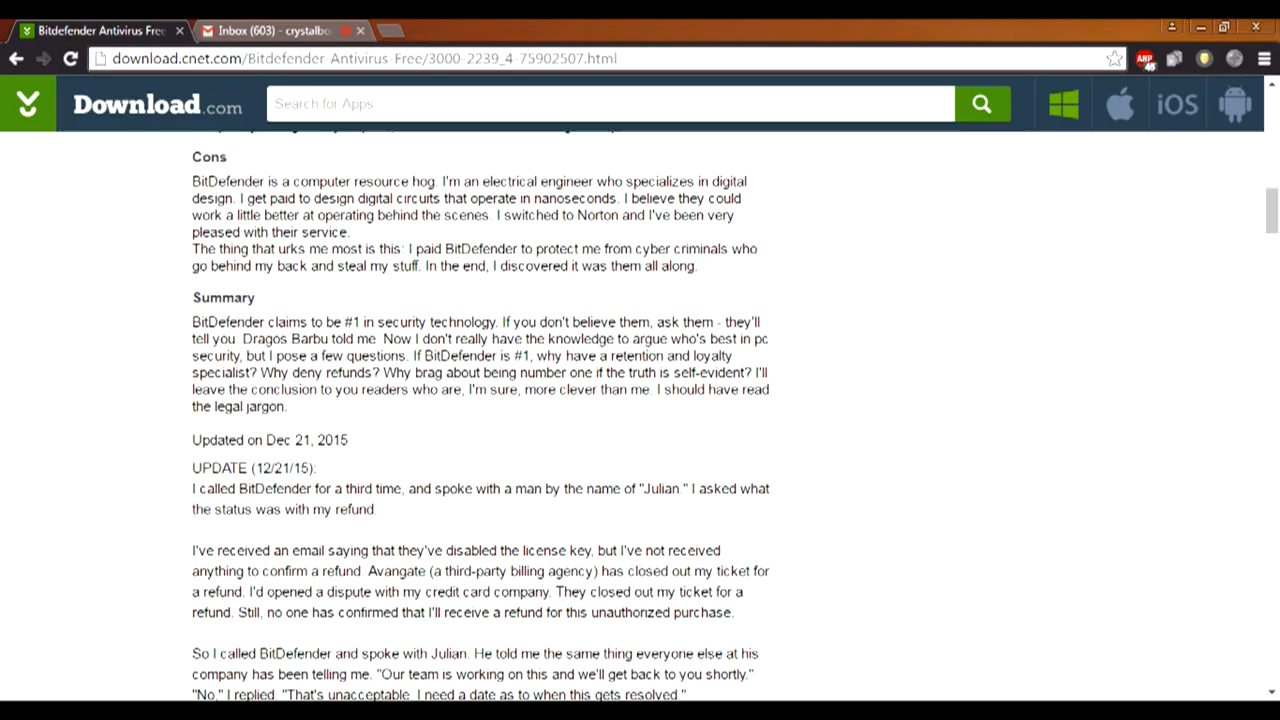 Bitdefender Antivirus Free
Inbox (603) - crystalbo
download.cnet.com/Bitdefender-Antivirus-Free/3000-2239_4-75902507.html
ABP
Download.com
Search for Apps
iOS
Cons
BitDefender is a computer resource hog. I'm an electrical engineer who specializes in digital
design. I get paid to design digital circuits that operate in nanoseconds. I believe they could
work a little better at operating behind the scenes. I switched to Norton and I've been very
pleased with their service.
The thing that urks me most is this: I paid BitDefender to protect me from cyber criminals who
go behind my back and steal my stuff. In the end, I discovered it was them all along.
Summary
BitDefender claims to be #1 in security technology. If you don't believe them, ask them - they'll
tell you. Dragos Barbu told me. Now I don't really have the knowledge to argue who's best in pc
security, but I pose a few questions. If BitDefender is #1, why have a retention and loyalty
specialist? Why deny refunds? Why brag about being number one if the truth is self-evident? I'll
leave the conclusion to you readers who are, I'm sure, more clever than me. I should have read
the legal jargon.
Updated on Dec 21, 2015
UPDATE (12/21/15):
I called BitDefender for a third time, and spoke with a man by the name of "Julian." I asked what
the status was with my refund.
I've received an email saying that they've disabled the license key, but I've not received
anything to confirm a refund. Avangate (a third-party billing agency) has closed out my ticket for
a refund. I'd opened a dispute with my credit card company. They closed out my ticket for a
refund. Still, no one has confirmed that I'll receive a refund for this unauthorized purchase.
So I called BitDefender and spoke with Julian. He told me the same thing everyone else at his
company has been telling me. "Our team is working on this and we'll get back to you shortly."
"No," I replied. "That's unacceptable. I need a date as to when this gets resolved."